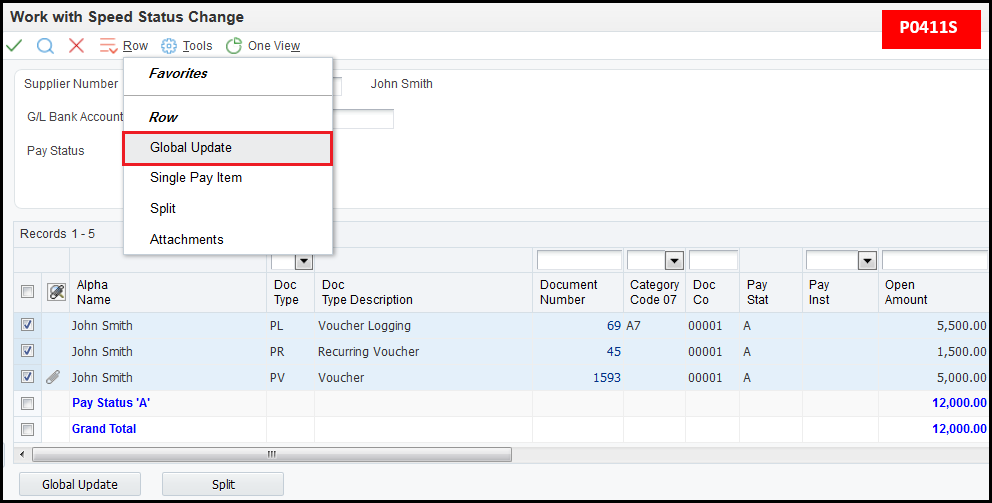 Work with Speed Status Change
P0411S
Row Tools One View
Favorites
Supplier Number John Smith
Row
G/L Bank Account
Global Update
Pay Status
Single Pay Item
Split
Attachments
Records 1 - 5
Alpha Name Doc Type Doc Type Description Document Number Category Code 07 Doc Co Pay Stat Pay Inst Open Amount
John Smith PL Voucher Logging 69 A7 00001 A 5,500.00
John Smith PR Recurring Voucher 45 00001 A 1,500.00
John Smith PV Voucher 1593 00001 A 5,000.00
Pay Status 'A' 12,000.00
Grand Total 12,000.00
Global Update Split